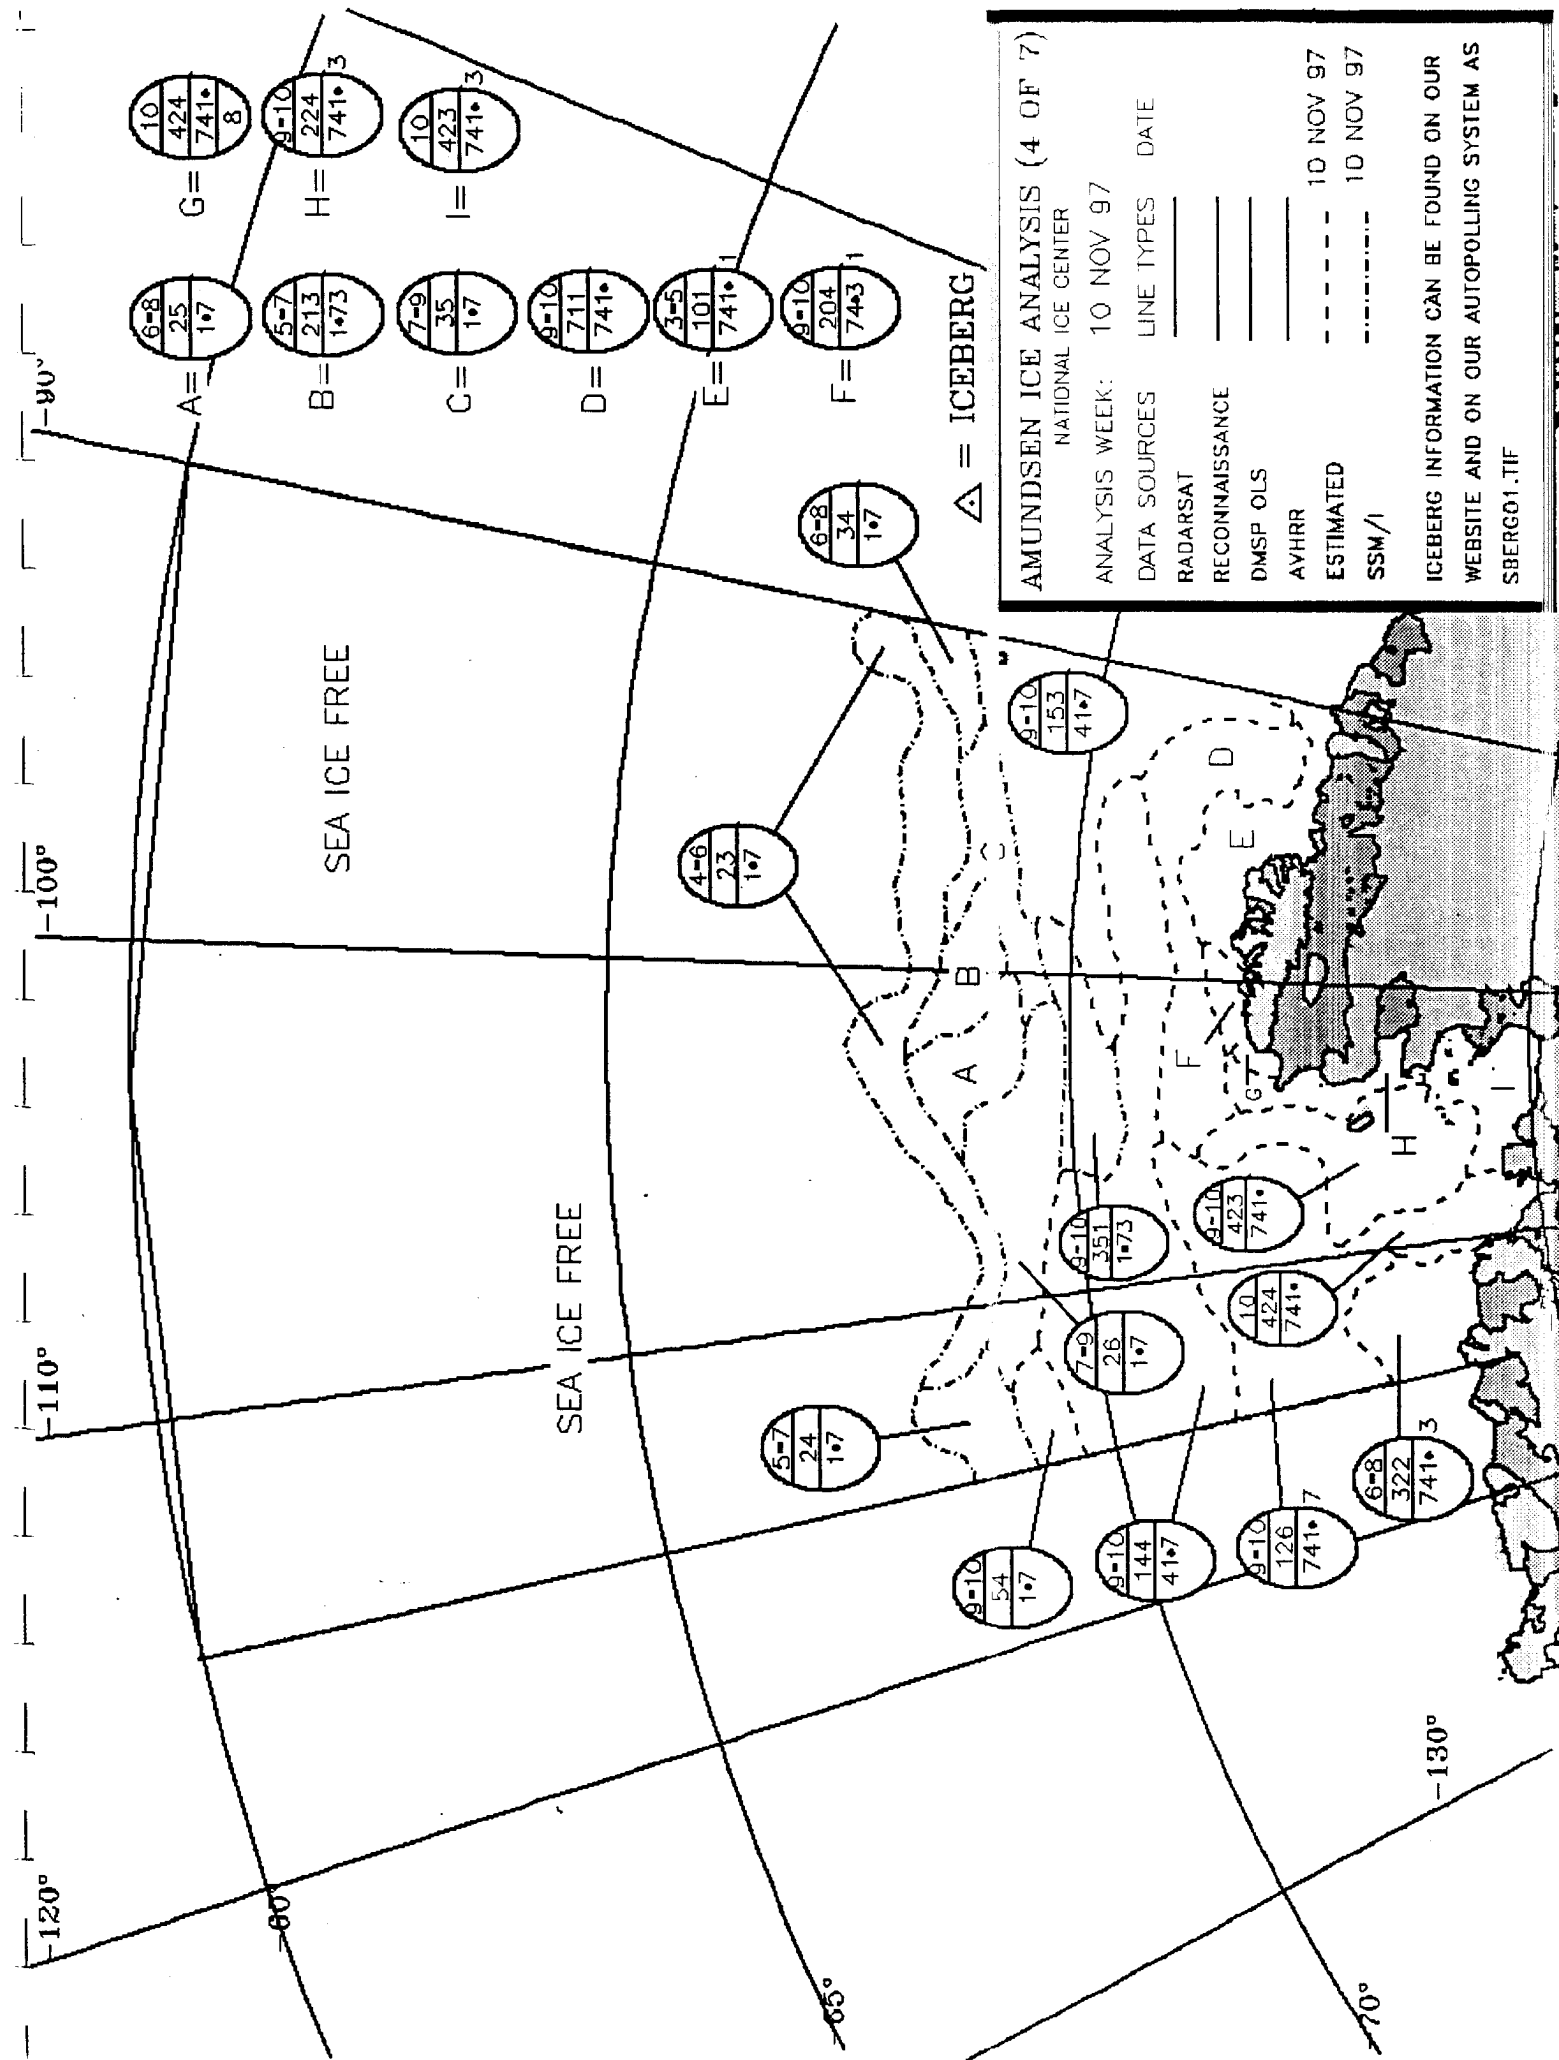 -120°
-110°
-100°
-90°
-60°
-65°
-70°
-130°
SEA ICE FREE
SEA ICE FREE
A=
6-8
25
1•7
B=
5-7
213
1•73
C=
7-9
35
1•7
D=
9-10
711
741•
E=
3-5
101
741•
1
F=
9-10
204
74•3
1
G=
10
424
741•
8
H=
9-10
224
741•
3
I=
10
423
741•
3
△ = ICEBERG
5-7
24
1•7
4-6
23
1•7
6-8
34
1•7
9-10
54
1•7
9-10
144
41•7
9-10
126
741•
7
6-8
322
741•
3
7-9
26
1•7
9-10
351
1•73
10
424
741•
9-10
423
741•
9-10
153
41•7
A
B
C
D
E
F
G
H
I
AMUNDSEN ICE ANALYSIS (4 OF 7)
NATIONAL ICE CENTER
ANALYSIS WEEK: 10 NOV 97
DATA SOURCES LINE TYPES DATE
RADARSAT
RECONNAISSANCE
DMSP OLS
AVHRR
ESTIMATED 10 NOV 97
SSM/I 10 NOV 97
ICEBERG INFORMATION CAN BE FOUND ON OUR
WEBSITE AND ON OUR AUTOPOLLING SYSTEM AS
SBERG01.TIF